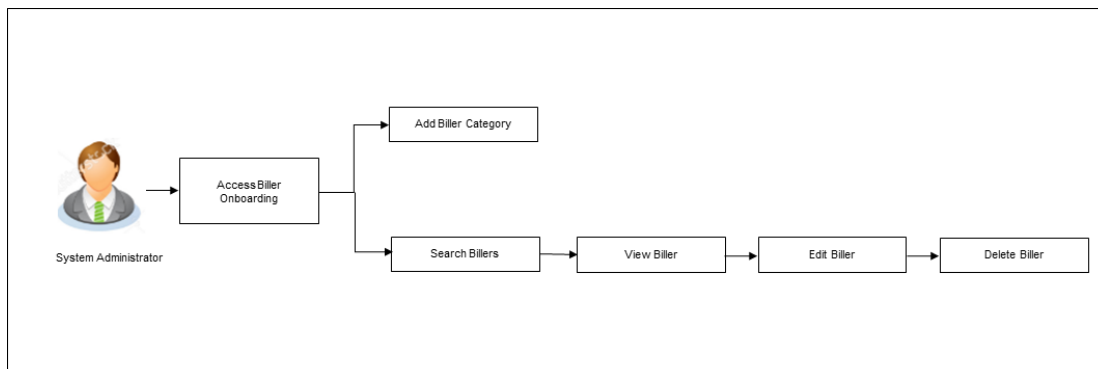 Add Biller Category
Access Biller
Onboarding
System Administrator
Search Billers
View Biller
Edit Biller
Delete Biller